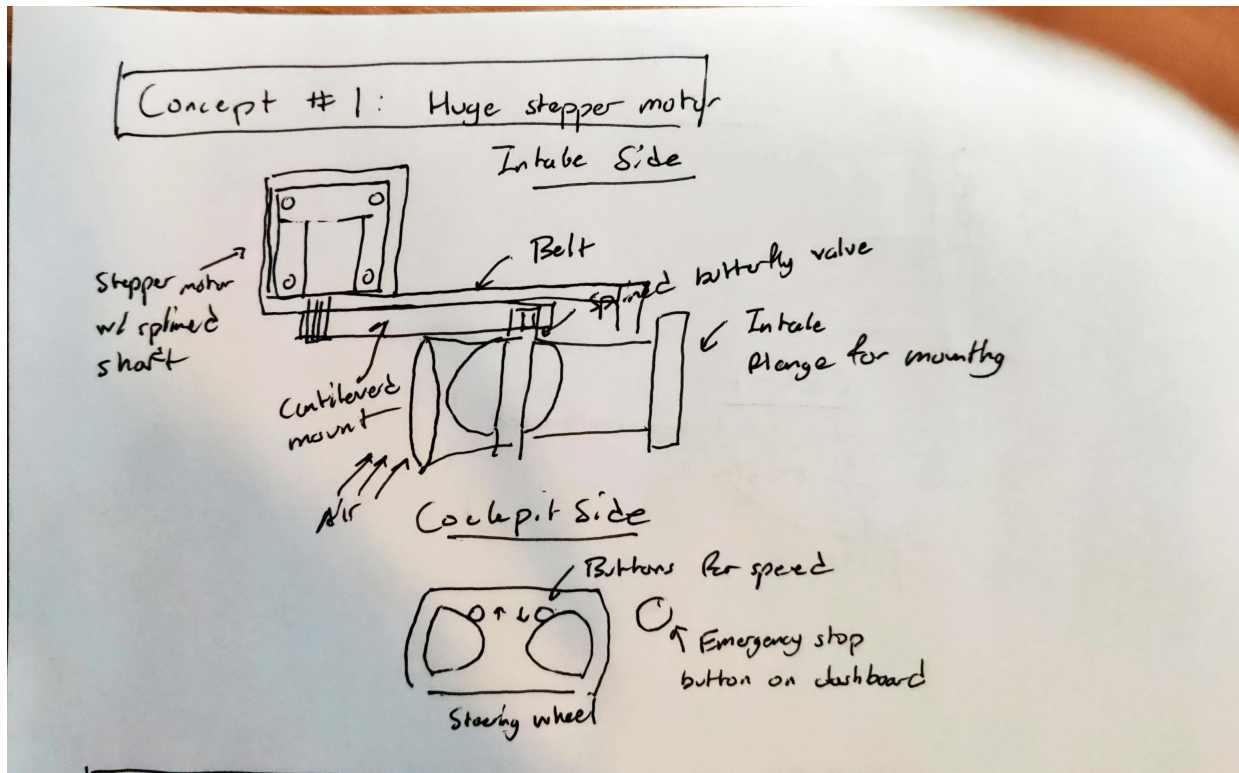 Concept #1: Huge stepper motor
Intake Side
Belt
Splined butterfly valve
Stepper motor
w/ splined
shaft
Intake
flange for mounting
Cantilevered
mount
Air
Cockpit Side
Buttons for speed
Emergency stop
button on dashboard
Steering wheel